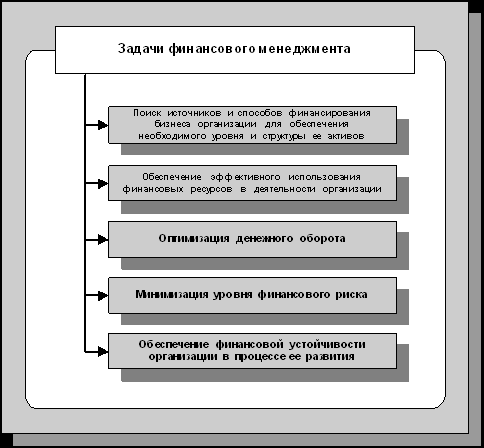 Задачи финансового менеджмента
Поиск источников и способов финансирования
бизнеса организации для обеспечения
необходимого уровня и структуры ее активов
Обеспечение эффективного использования
финансовых ресурсов в деятельности организации
Оптимизация денежного оборота
Минимизация уровня финансового риска
Обеспечение финансовой устойчивости
организации в процессе ее развития